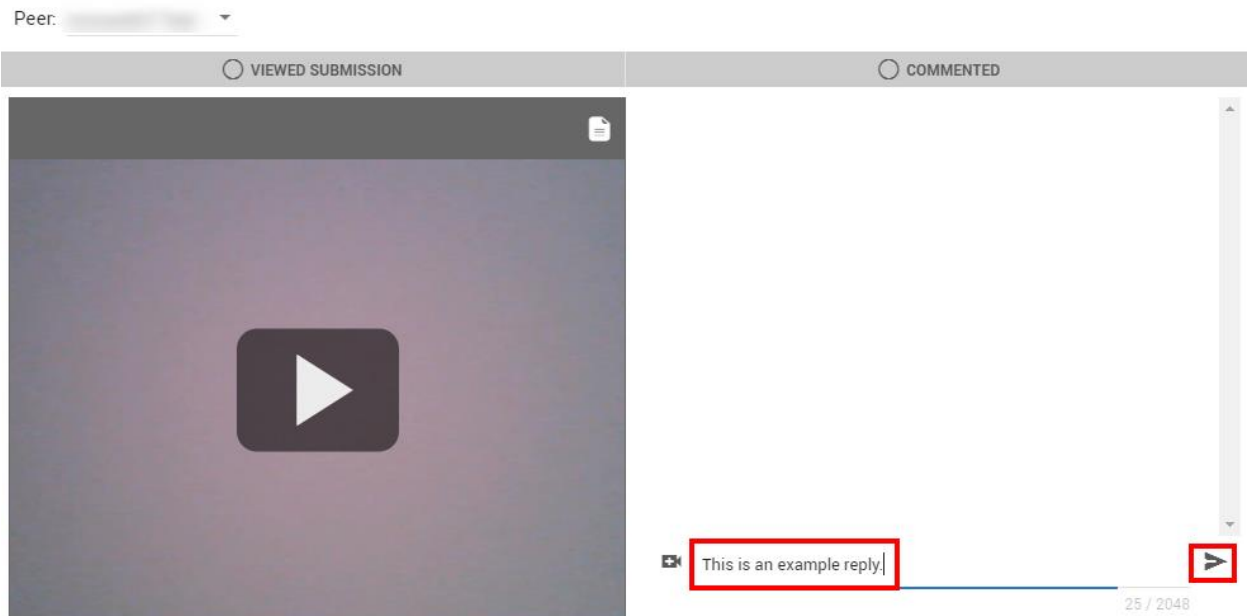 Peer:
VIEWED SUBMISSION
COMMENTED
This is an example reply.
25 / 2048